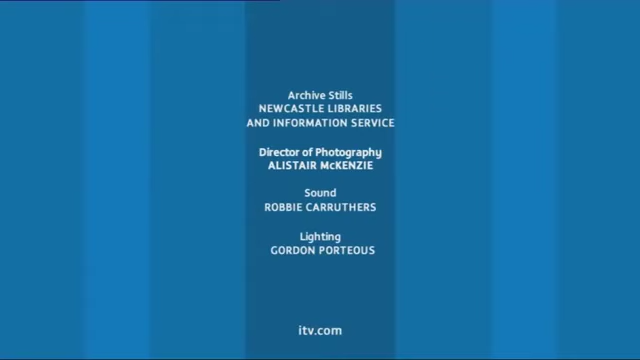 Archive Stills
NEWCASTLE LIBRARIES
AND INFORMATION SERVICE
Director of Photography
ALISTAIR McKENZIE
Sound
ROBBIE CARRUTHERS
Lighting
GORDON PORTEOUS
itv.com